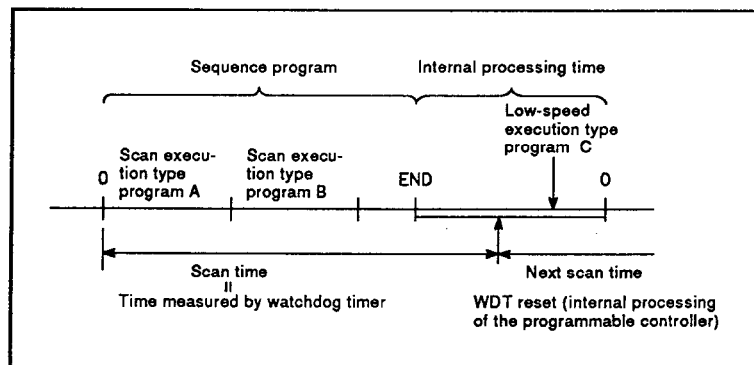 Sequence program
Internal processing time
Low-speed
execution type
program C
Scan execu-
tion type
program A
Scan execu-
tion type
program B
0
END
0
Scan time
=
Time measured by watchdog timer
Next scan time
WDT reset (internal processing
of the programmable controller)